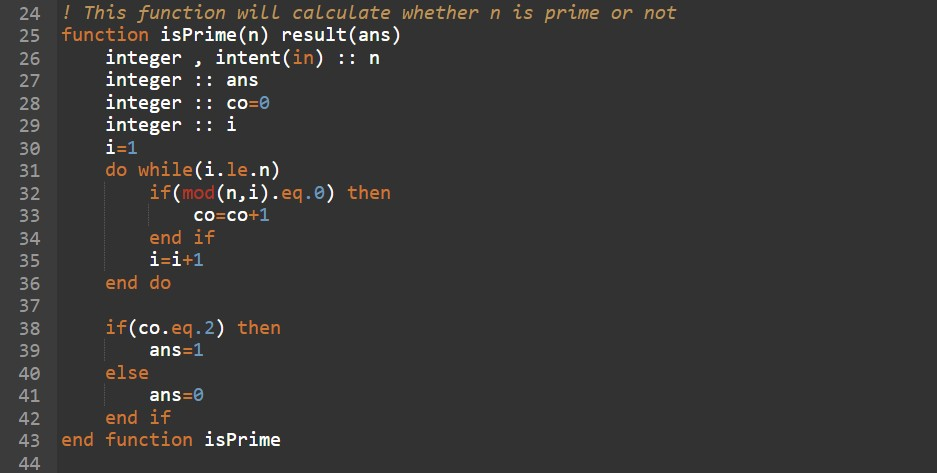 24 ! This function will calculate whether n is prime or not
25 function isPrime(n) result(ans)
26     integer , intent(in) :: n
27     integer :: ans
28     integer :: co=0
29     integer :: i
30     i=1
31     do while(i.le.n)
32         if(mod(n,i).eq.0) then
33             co=co+1
34         end if
35         i=i+1
36     end do
37
38     if(co.eq.2) then
39         ans=1
40     else
41         ans=0
42     end if
43 end function isPrime
44